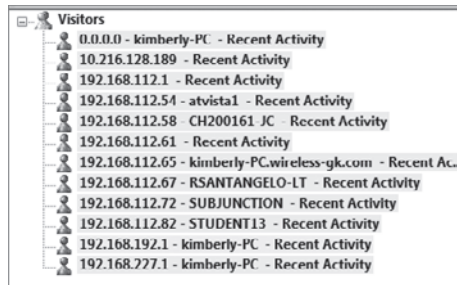 Visitors
0.0.0.0 - kimberly-PC - Recent Activity
10.216.128.189 - Recent Activity
192.168.112.1 - Recent Activity
192.168.112.54 - atvista1 - Recent Activity
192.168.112.58 - CH200161-JC - Recent Activity
192.168.112.61 - Recent Activity
192.168.112.65 - kimberly-PC.wireless-gk.com - Recent Ac..
192.168.112.67 - RSANTANGELO-LT - Recent Activity
192.168.112.72 - SUBJUNCTION - Recent Activity
192.168.112.82 - STUDENT13 - Recent Activity
192.168.192.1 - kimberly-PC - Recent Activity
192.168.227.1 - kimberly-PC - Recent Activity